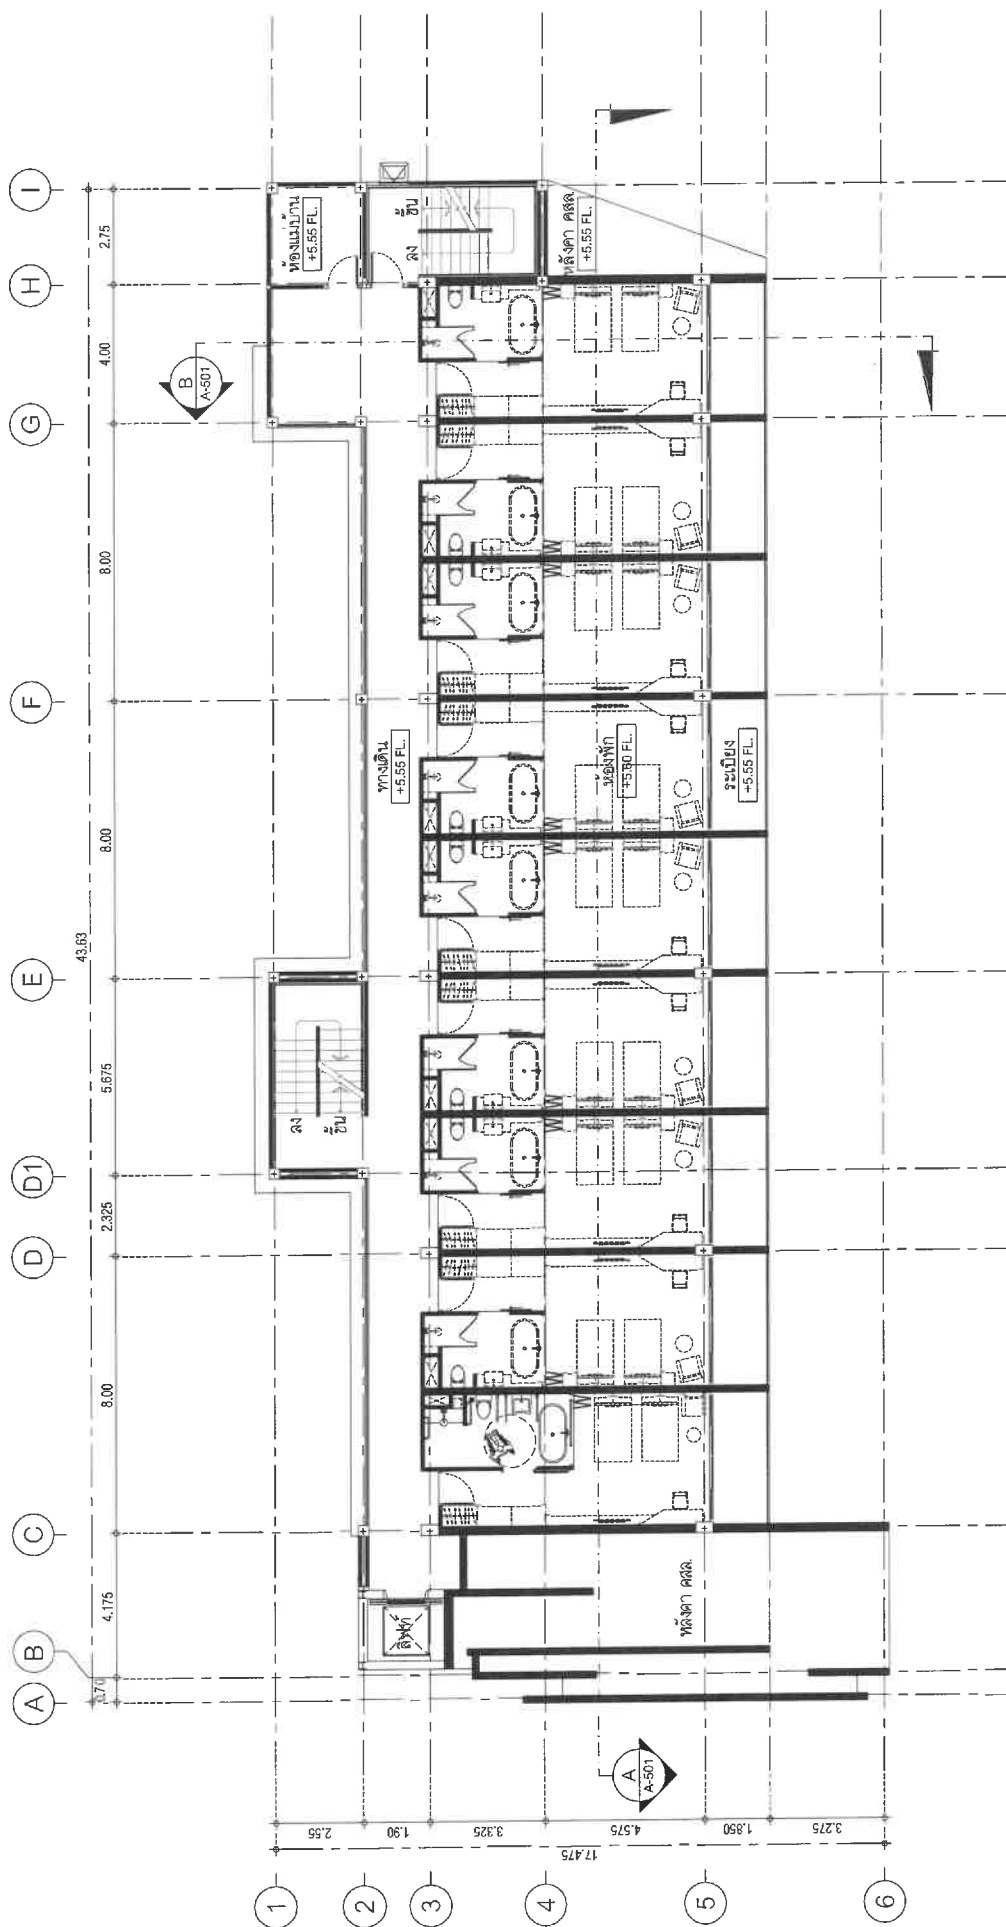 A
B
C
D
D1
E
F
G
H
I
43.63
0.70
4.175
8.00
2.325
5.675
8.00
8.00
4.00
2.75
1
2
3
4
5
6
2.55
1.90
3.325
4.575
1.850
3.275
17.475
B
A-501
A
A-501
ห้องแม่บ้าน
+5.55 FL.
ลง
ขึ้น
หลังคา คสล.
+5.55 FL.
ทางเดิน
+5.55 FL.
ห้องพัก
+5.60 FL.
ระเบียง
+5.55 FL.
ลง
ขึ้น
ลิฟท์
หลังคา คสล.